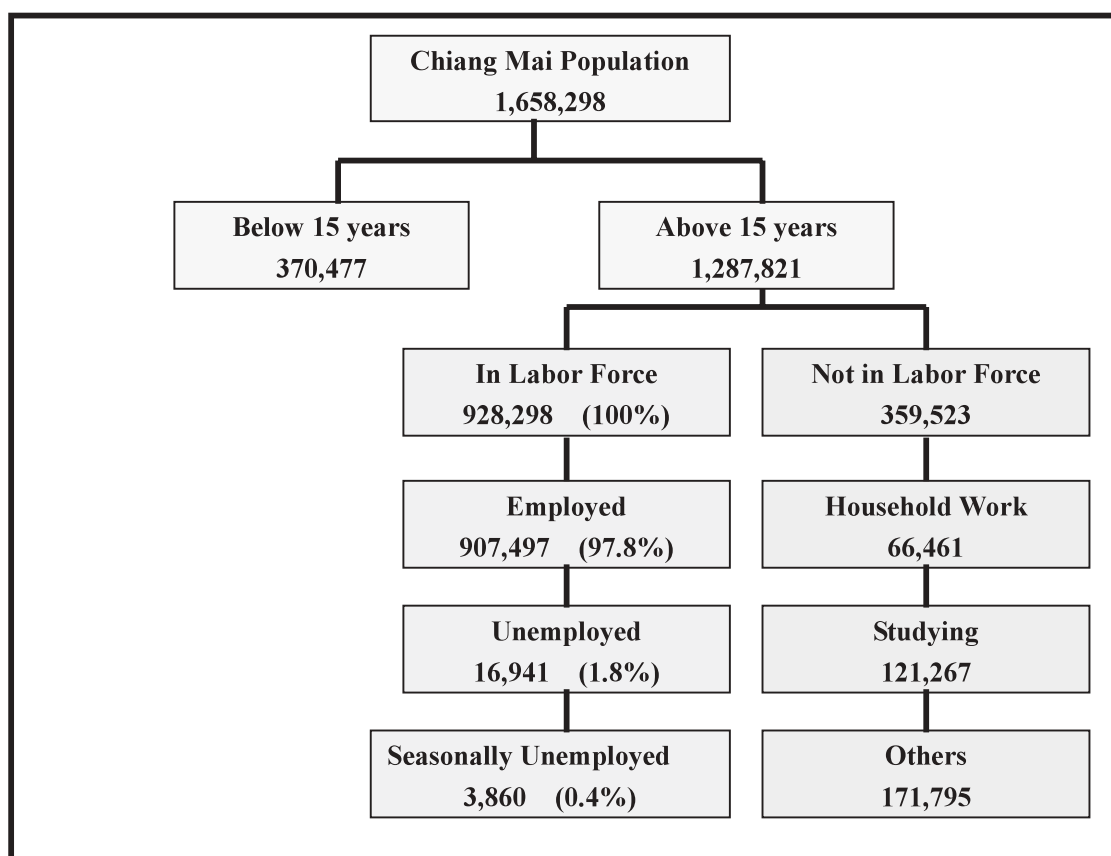 Chiang Mai Population
1,658,298
Below 15 years
370,477
Above 15 years
1,287,821
In Labor Force
928,298 (100%)
Not in Labor Force
359,523
Employed
907,497 (97.8%)
Household Work
66,461
Unemployed
16,941 (1.8%)
Studying
121,267
Seasonally Unemployed
3,860 (0.4%)
Others
171,795